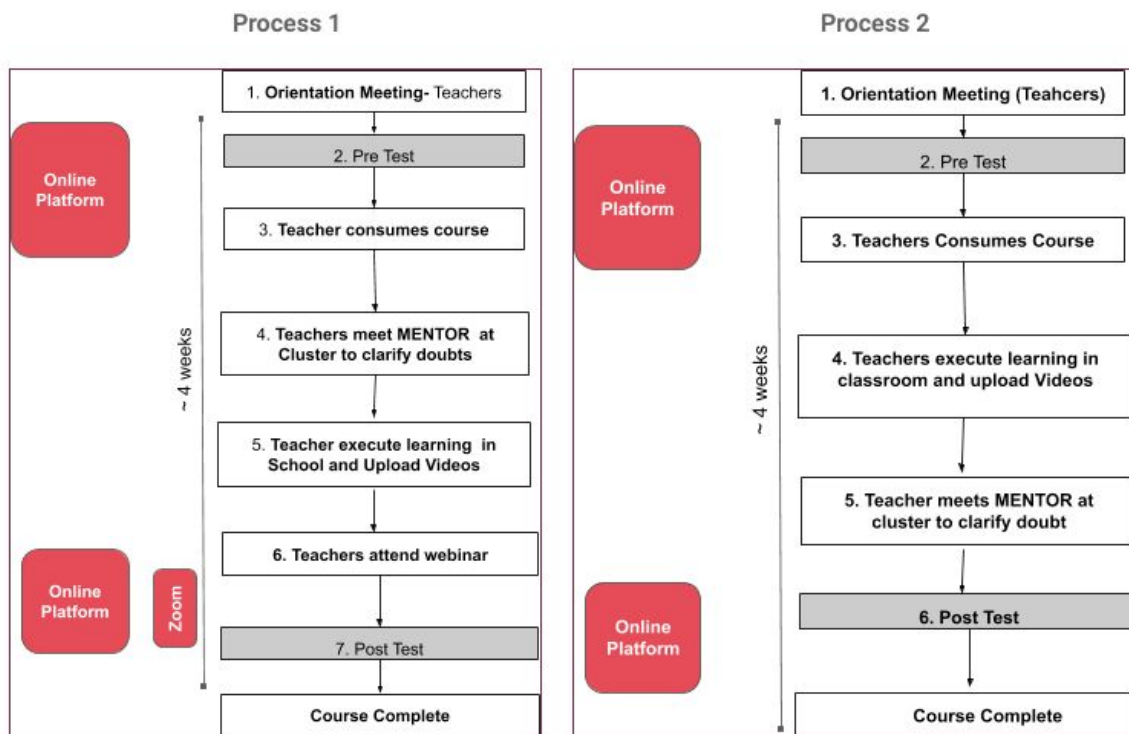 Process 1
1. Orientation Meeting- Teachers
2. Pre Test
Online
Platform
3. Teacher consumes course
4. Teachers meet MENTOR at
Cluster to clarify doubts
~ 4 weeks
5. Teacher execute learning in
School and Upload Videos
6. Teachers attend webinar
Online
Platform
Zoom
7. Post Test
Course Complete
Process 2
1. Orientation Meeting (Teahcers)
2. Pre Test
Online
Platform
3. Teachers Consumes Course
4. Teachers execute learning in
classroom and upload Videos
~ 4 weeks
5. Teacher meets MENTOR at
cluster to clarify doubt
6. Post Test
Online
Platform
Course Complete